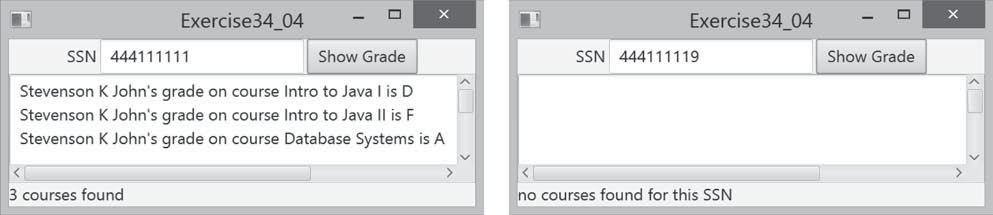 Exercise34_04
SSN 444111111 Show Grade
Stevenson K John's grade on course Intro to Java I is D
Stevenson K John's grade on course Intro to Java II is F
Stevenson K John's grade on course Database Systems is A
3 courses found
Exercise34_04
SSN 444111119 Show Grade
no courses found for this SSN